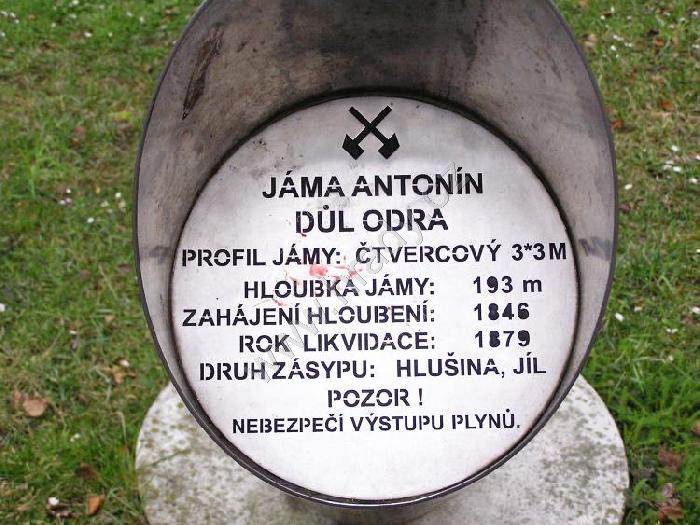 JÁMA ANTONÍN
DŮL ODRA
PROFIL JÁMY: ČTVERCOVÝ 3*3M
HLOUBKA JÁMY: 193 m
ZAHÁJENÍ HLOUBENÍ: 1846
ROK LIKVIDACE: 1879
DRUH ZÁSYPU: HLUŠINA, JÍL
POZOR !
NEBEZPEČÍ VÝSTUPU PLYNŮ.